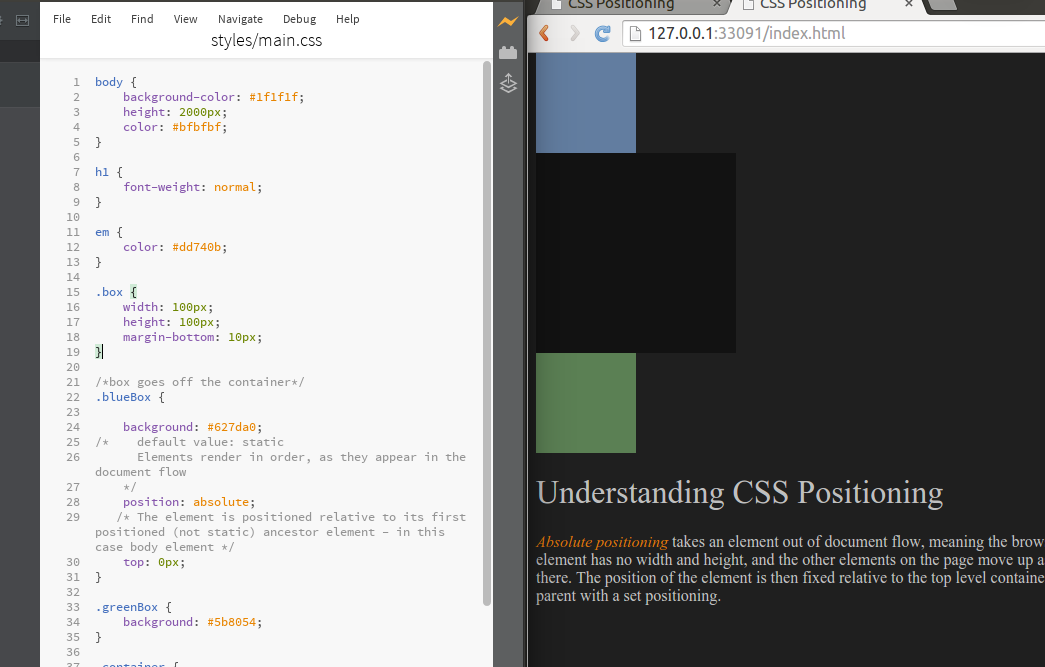 File Edit Find View Navigate Debug Help
styles/main.css
1 body {
2 background-color: #1f1f1f;
3 height: 2000px;
4 color: #bfbfbf;
5 }
6
7 h1 {
8 font-weight: normal;
9 }
10
11 em {
12 color: #dd740b;
13 }
14
15 .box {
16 width: 100px;
17 height: 100px;
18 margin-bottom: 10px;
19 }
20
21 /*box goes off the container*/
22 .blueBox {
23
24 background: #627da0;
25 /* default value: static
26 Elements render in order, as they appear in the
document flow
27 */
28 position: absolute;
29 /* The element is positioned relative to its first
positioned (not static) ancestor element - in this
case body element */
30 top: 0px;
31 }
32
33 .greenBox {
34 background: #5b8054;
35 }
36
37 .container {
CSS Positioning × CSS Positioning ×
127.0.0.1:33091/index.html
Understanding CSS Positioning
Absolute positioning takes an element out of document flow, meaning the brow
element has no width and height, and the other elements on the page move up a
there. The position of the element is then fixed relative to the top level containe
parent with a set positioning.